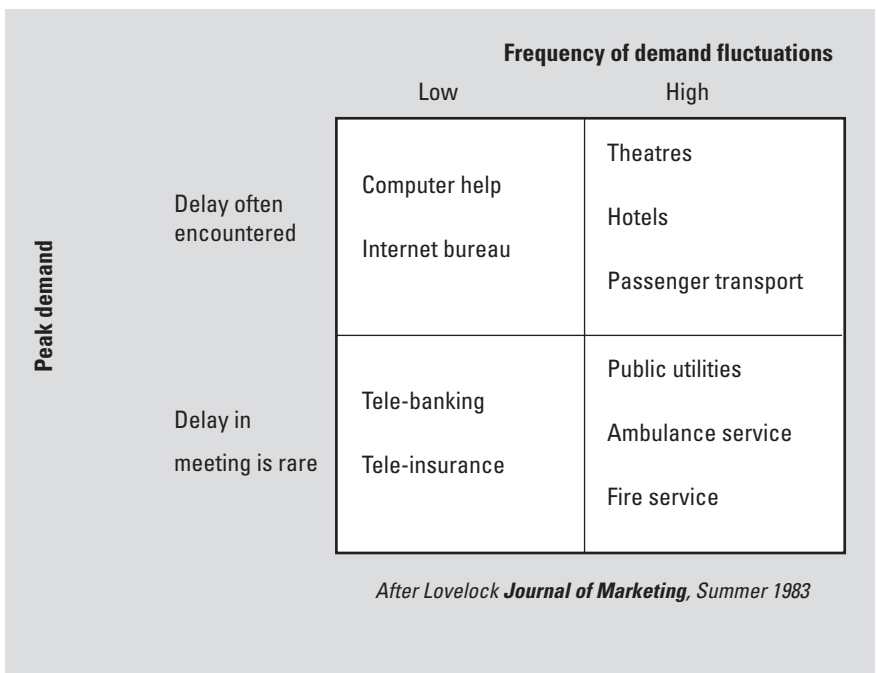 Frequency of demand fluctuations
Low High
Peak demand
Delay often
encountered
Computer help
Internet bureau
Theatres
Hotels
Passenger transport
Delay in
meeting is rare
Tele-banking
Tele-insurance
Public utilities
Ambulance service
Fire service
After Lovelock Journal of Marketing, Summer 1983